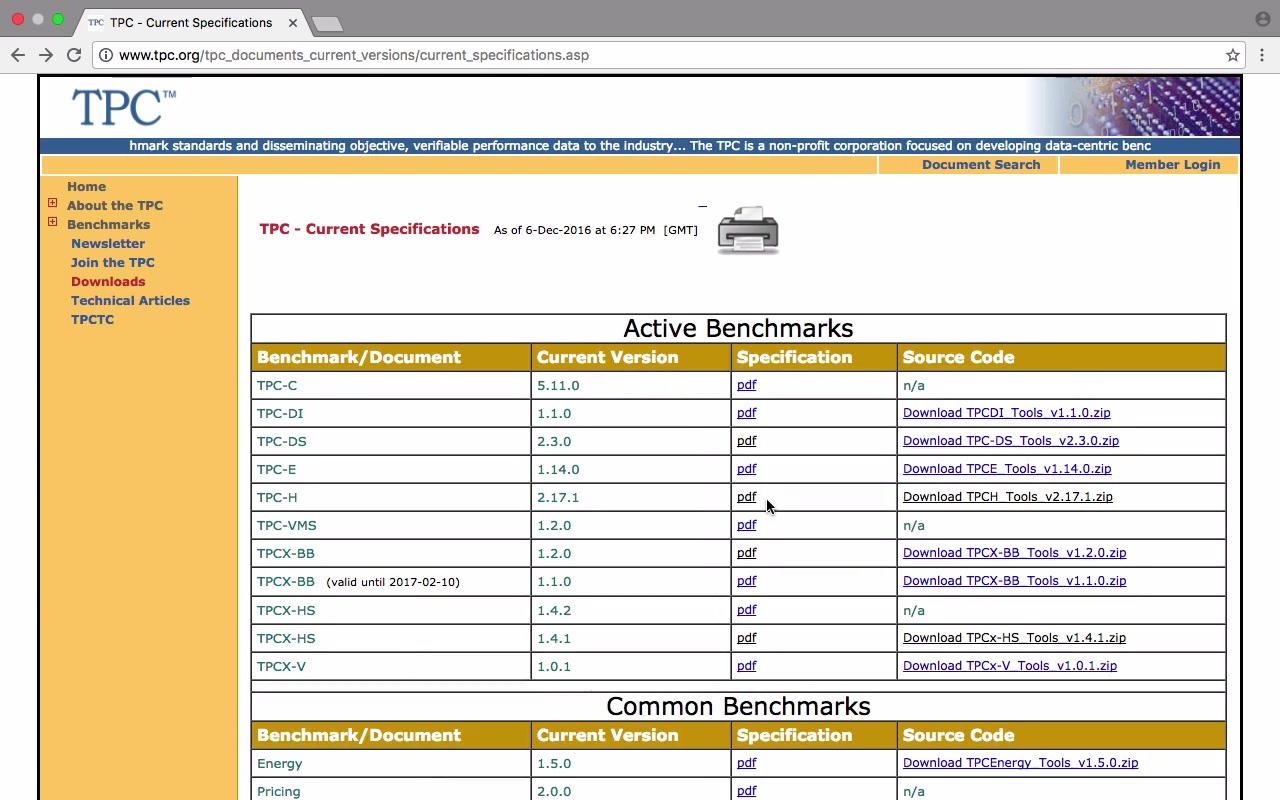 TPC TPC - Current Specifications
www.tpc.org/tpc_documents_current_versions/current_specifications.asp
TPC™
hmark standards and disseminating objective, verifiable performance data to the industry... The TPC is a non-profit corporation focused on developing data-centric benc
Document Search Member Login
Home
About the TPC
Benchmarks
Newsletter
Join the TPC
Downloads
Technical Articles
TPCTC
TPC - Current Specifications As of 6-Dec-2016 at 6:27 PM [GMT]
Active Benchmarks
Benchmark/Document Current Version Specification Source Code
TPC-C 5.11.0 pdf n/a
TPC-DI 1.1.0 pdf Download TPCDI_Tools_v1.1.0.zip
TPC-DS 2.3.0 pdf Download TPC-DS_Tools_v2.3.0.zip
TPC-E 1.14.0 pdf Download TPCE_Tools_v1.14.0.zip
TPC-H 2.17.1 pdf Download TPCH_Tools_v2.17.1.zip
TPC-VMS 1.2.0 pdf n/a
TPCX-BB 1.2.0 pdf Download TPCX-BB_Tools_v1.2.0.zip
TPCX-BB (valid until 2017-02-10) 1.1.0 pdf Download TPCX-BB_Tools_v1.1.0.zip
TPCX-HS 1.4.2 pdf n/a
TPCX-HS 1.4.1 pdf Download TPCx-HS_Tools_v1.4.1.zip
TPCX-V 1.0.1 pdf Download TPCx-V_Tools_v1.0.1.zip
Common Benchmarks
Benchmark/Document Current Version Specification Source Code
Energy 1.5.0 pdf Download TPCEnergy_Tools_v1.5.0.zip
Pricing 2.0.0 pdf n/a